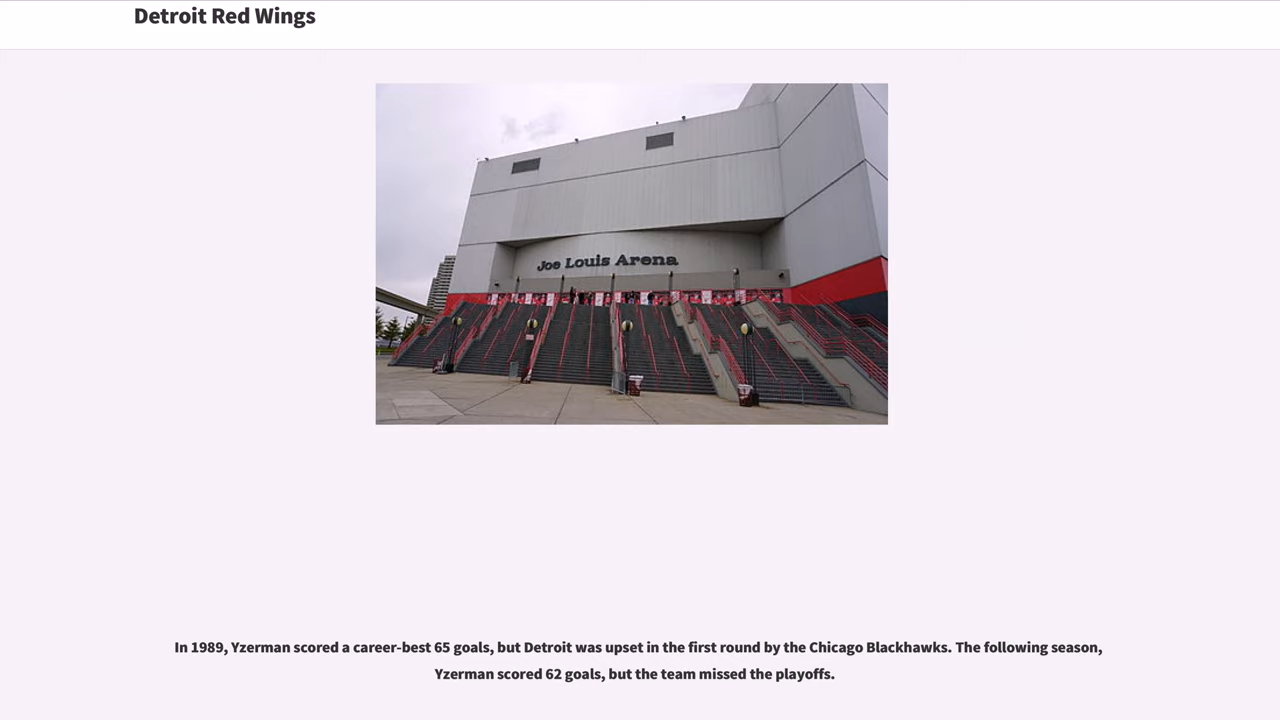 Detroit Red Wings
Joe Louis Arena
In 1989, Yzerman scored a career-best 65 goals, but Detroit was upset in the first round by the Chicago Blackhawks. The following season,
Yzerman scored 62 goals, but the team missed the playoffs.